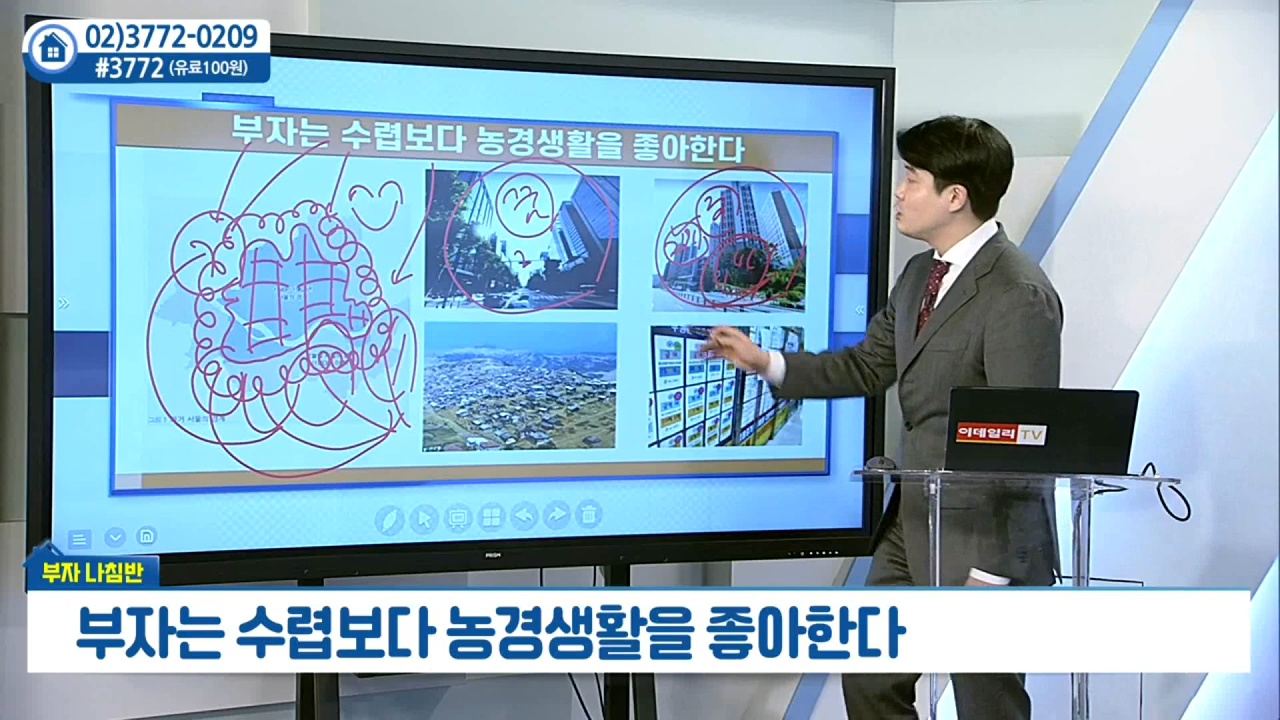 02)3772-0209
#3772 (유료100원)
부자는 수렵보다 농경생활을 좋아한다
PRISM
이데일리 TV
부자 나침반
부자는 수렵보다 농경생활을 좋아한다